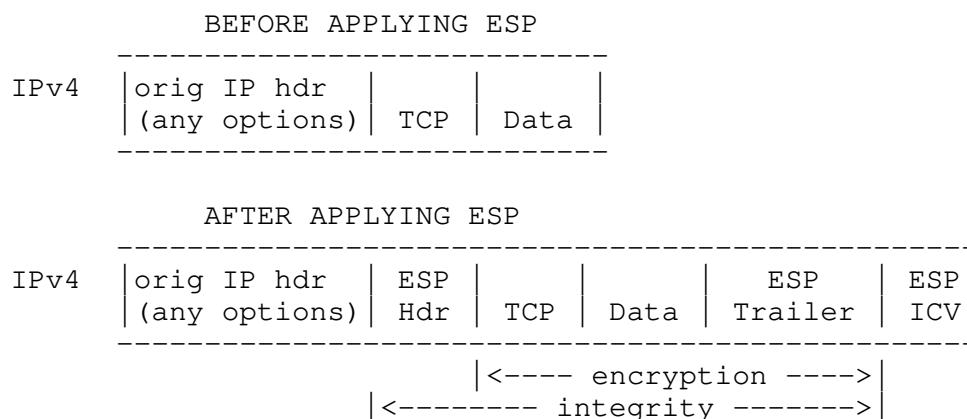 BEFORE APPLYING ESP
----------------------------
IPv4  |orig IP hdr  |     |      |
      |(any options)| TCP | Data |
----------------------------
AFTER APPLYING ESP
-------------------------------------------------
IPv4  |orig IP hdr  | ESP |     |      |   ESP   | ESP
      |(any options)| Hdr | TCP | Data | Trailer | ICV
-------------------------------------------------
|<---- encryption ---->|
|<-------- integrity ------->|